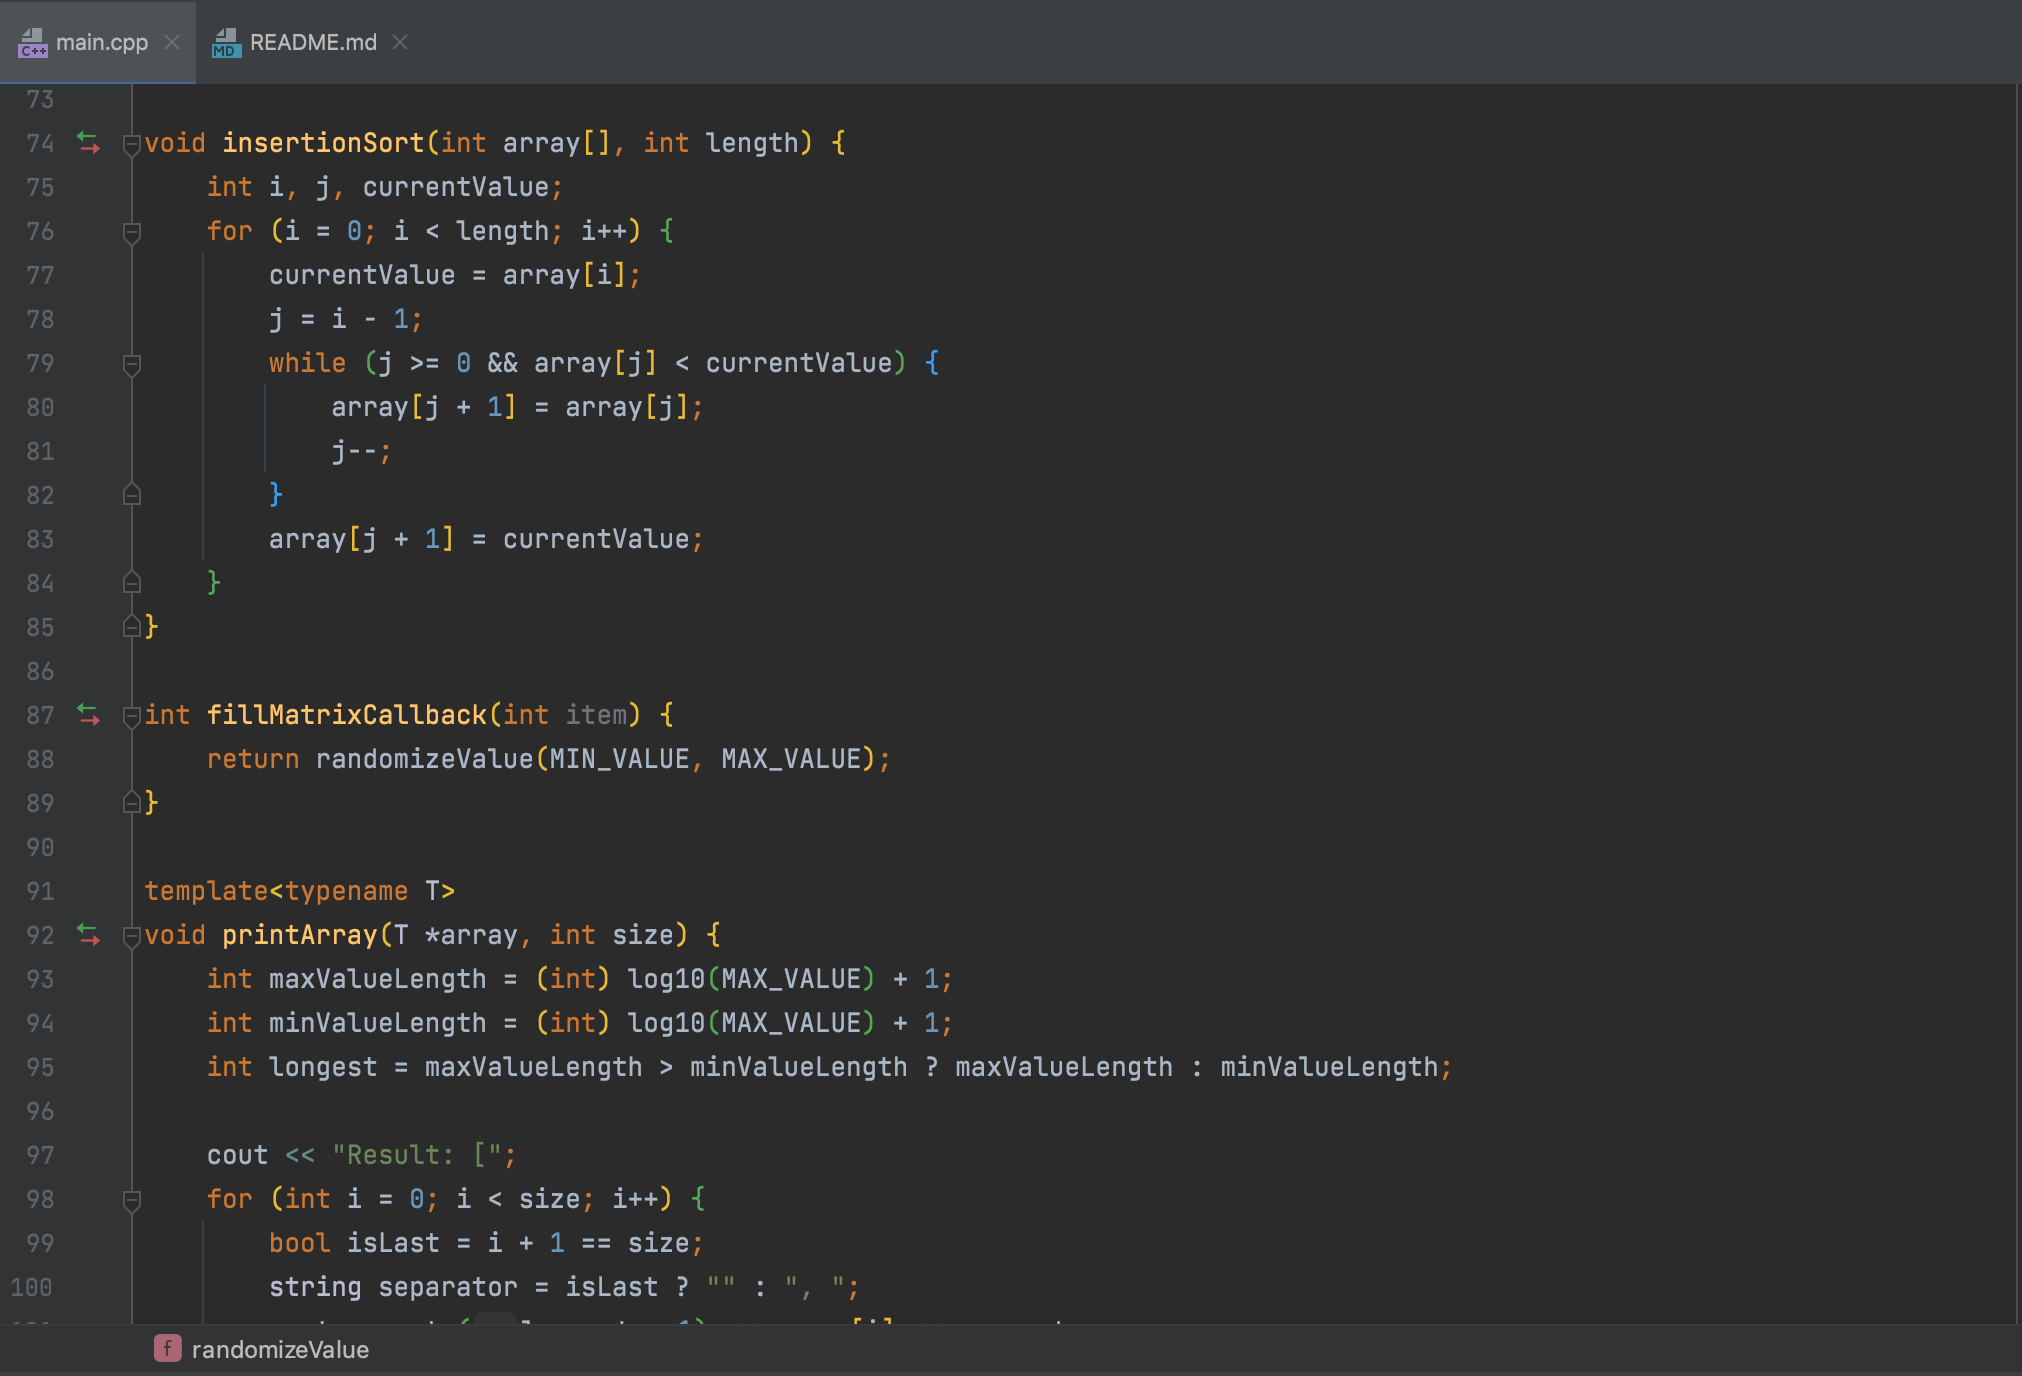 main.cpp README.md
73
74 void insertionSort(int array[], int length) {
75     int i, j, currentValue;
76     for (i = 0; i < length; i++) {
77         currentValue = array[i];
78         j = i - 1;
79         while (j >= 0 && array[j] < currentValue) {
80             array[j + 1] = array[j];
81             j--;
82         }
83         array[j + 1] = currentValue;
84     }
85 }
86
87 int fillMatrixCallback(int item) {
88     return randomizeValue(MIN_VALUE, MAX_VALUE);
89 }
90
91 template<typename T>
92 void printArray(T *array, int size) {
93     int maxValueLength = (int) log10(MAX_VALUE) + 1;
94     int minValueLength = (int) log10(MAX_VALUE) + 1;
95     int longest = maxValueLength > minValueLength ? maxValueLength : minValueLength;
96
97     cout << "Result: [";
98     for (int i = 0; i < size; i++) {
99         bool isLast = i + 1 == size;
100         string separator = isLast ? "" : ", ";
f randomizeValue